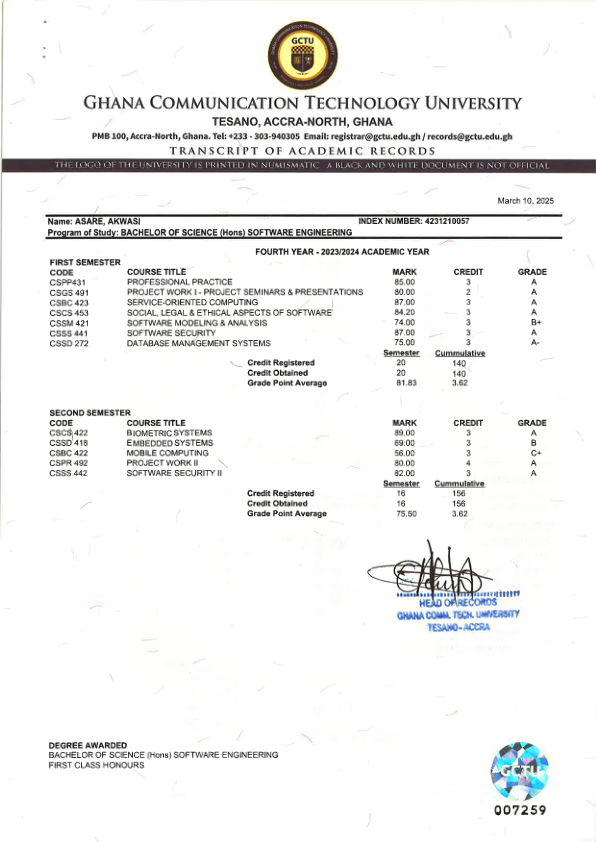 GCTU
GHANA COMMUNICATION TECHNOLOGY UNIVERSITY
TESANO, ACCRA-NORTH, GHANA
PMB 100, Accra-North, Ghana. Tel: +233 - 303-940305 Email: registrar@gctu.edu.gh / records@gctu.edu.gh
TRANSCRIPT OF ACADEMIC RECORDS
THE LOGO OF THE UNIVERSITY IS PRINTED IN NUMISMATIC A BLACK AND WHITE DOCUMENT IS NOT OFFICIAL
March 10, 2025
Name: ASARE, AKWASI INDEX NUMBER: 4231210057
Program of Study: BACHELOR OF SCIENCE (Hons) SOFTWARE ENGINEERING
FOURTH YEAR - 2023/2024 ACADEMIC YEAR
FIRST SEMESTER
CODE COURSE TITLE MARK CREDIT GRADE
CSPP431 PROFESSIONAL PRACTICE 85.00 3 A
CSGS 491 PROJECT WORK I - PROJECT SEMINARS & PRESENTATIONS 80.00 2 A
CSBC 423 SERVICE-ORIENTED COMPUTING 87.00 3 A
CSCS 453 SOCIAL, LEGAL & ETHICAL ASPECTS OF SOFTWARE 84.20 3 A
CSSM 421 SOFTWARE MODELING & ANALYSIS 74.00 3 B+
CSSS 441 SOFTWARE SECURITY 87.00 3 A
CSSD 272 DATABASE MANAGEMENT SYSTEMS 75.00 3 A-
Semester Cummulative
Credit Registered 20 140
Credit Obtained 20 140
Grade Point Average 81.83 3.62
SECOND SEMESTER
CODE COURSE TITLE MARK CREDIT GRADE
CSCS 422 BIOMETRIC SYSTEMS 89.00 3 A
CSSD 418 EMBEDDED SYSTEMS 69.00 3 B
CSBC 422 MOBILE COMPUTING 56.00 3 C+
CSPR 492 PROJECT WORK II 80.00 4 A
CSSS 442 SOFTWARE SECURITY II 82.00 3 A
Semester Cummulative
Credit Registered 16 156
Credit Obtained 16 156
Grade Point Average 75.50 3.62
HEAD OF RECORDS
GHANA COMM. TECH. UNIVERSITY
TESANO - ACCRA
DEGREE AWARDED
BACHELOR OF SCIENCE (Hons) SOFTWARE ENGINEERING
FIRST CLASS HONOURS
GCTU
007259